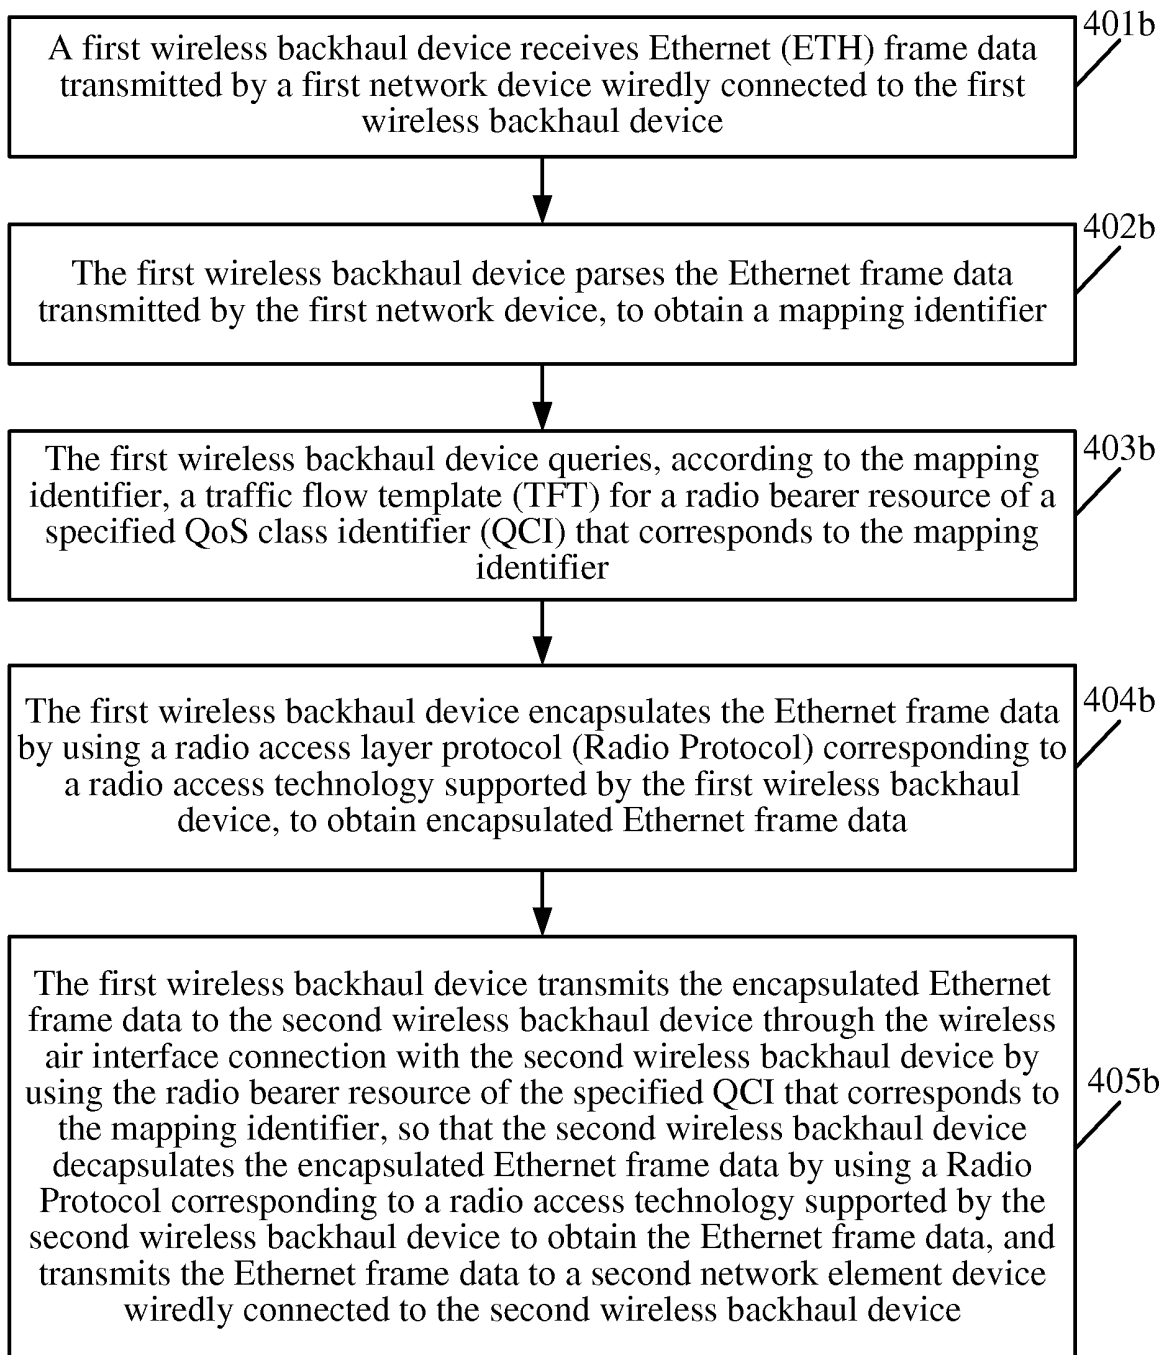 401b
A first wireless backhaul device receives Ethernet (ETH) frame data
transmitted by a first network device wiredly connected to the first
wireless backhaul device
402b
The first wireless backhaul device parses the Ethernet frame data
transmitted by the first network device, to obtain a mapping identifier
403b
The first wireless backhaul device queries, according to the mapping
identifier, a traffic flow template (TFT) for a radio bearer resource of a
specified QoS class identifier (QCI) that corresponds to the mapping
identifier
404b
The first wireless backhaul device encapsulates the Ethernet frame data
by using a radio access layer protocol (Radio Protocol) corresponding to
a radio access technology supported by the first wireless backhaul
device, to obtain encapsulated Ethernet frame data
405b
The first wireless backhaul device transmits the encapsulated Ethernet
frame data to the second wireless backhaul device through the wireless
air interface connection with the second wireless backhaul device by
using the radio bearer resource of the specified QCI that corresponds to
the mapping identifier, so that the second wireless backhaul device
decapsulates the encapsulated Ethernet frame data by using a Radio
Protocol corresponding to a radio access technology supported by the
second wireless backhaul device to obtain the Ethernet frame data, and
transmits the Ethernet frame data to a second network element device
wiredly connected to the second wireless backhaul device